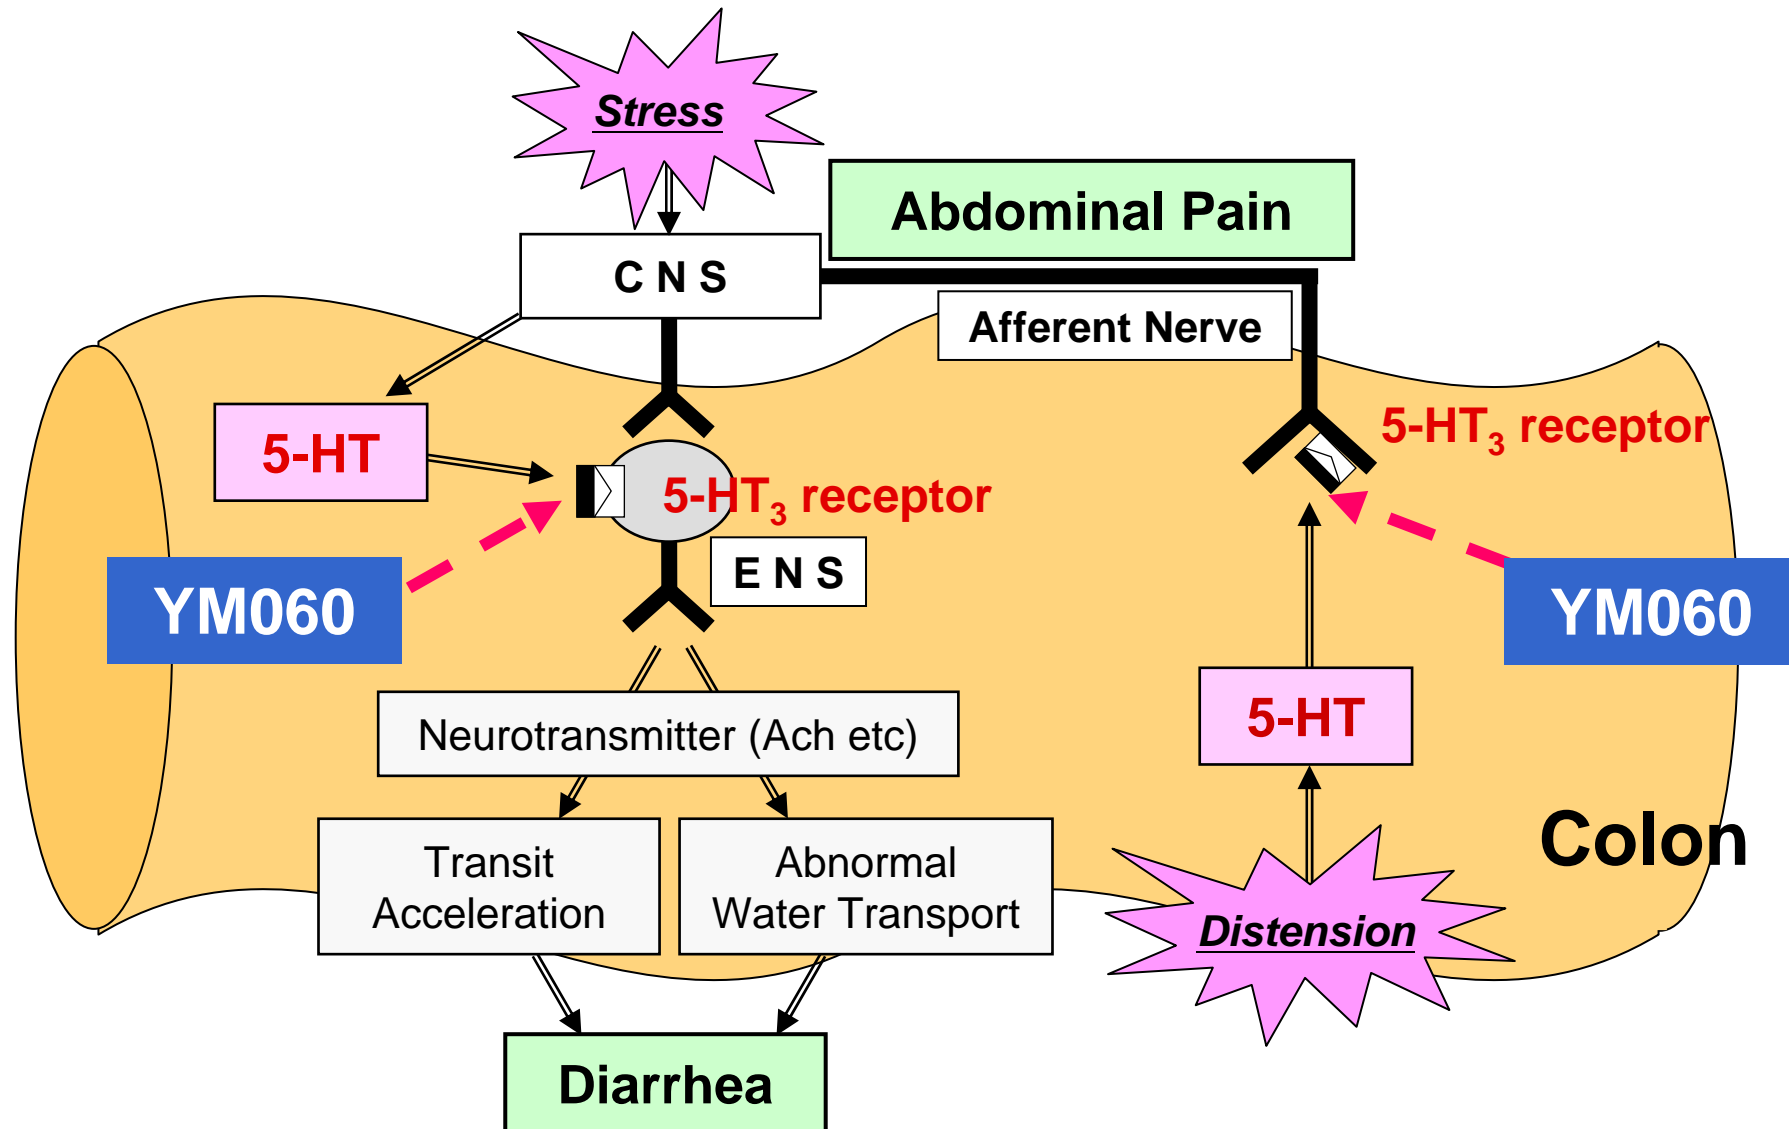 Stress
Abdominal Pain
C N S
Afferent Nerve
5-HT
5-HT3 receptor
5-HT3 receptor
E N S
YM060
YM060
5-HT
Neurotransmitter (Ach etc)
Colon
Transit
Acceleration
Abnormal
Water Transport
Distension
Diarrhea